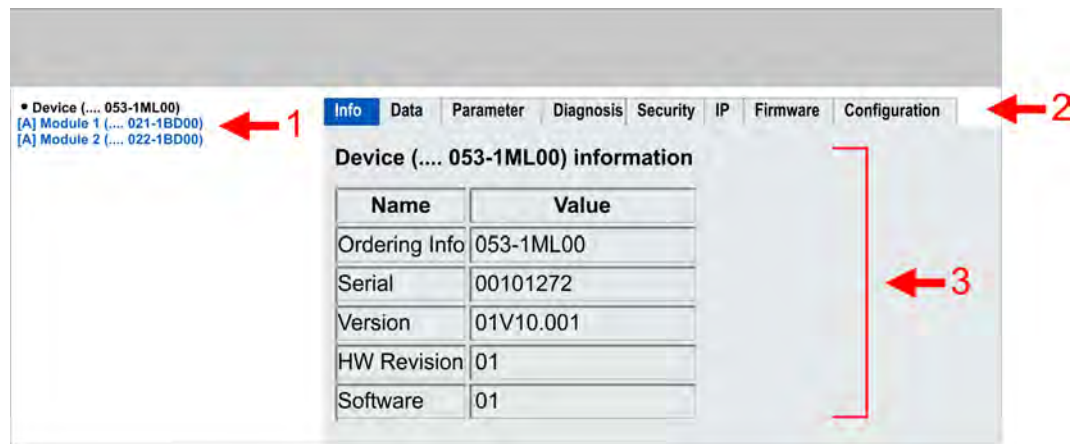 • Device (.... 053-1ML00)
[A] Module 1 (.... 021-1BD00)
[A] Module 2 (.... 022-1BD00)
1
Info Data Parameter Diagnosis Security IP Firmware Configuration
2
Device (.... 053-1ML00) information
Name Value
Ordering Info 053-1ML00
Serial 00101272
Version 01V10.001
HW Revision 01
Software 01
3